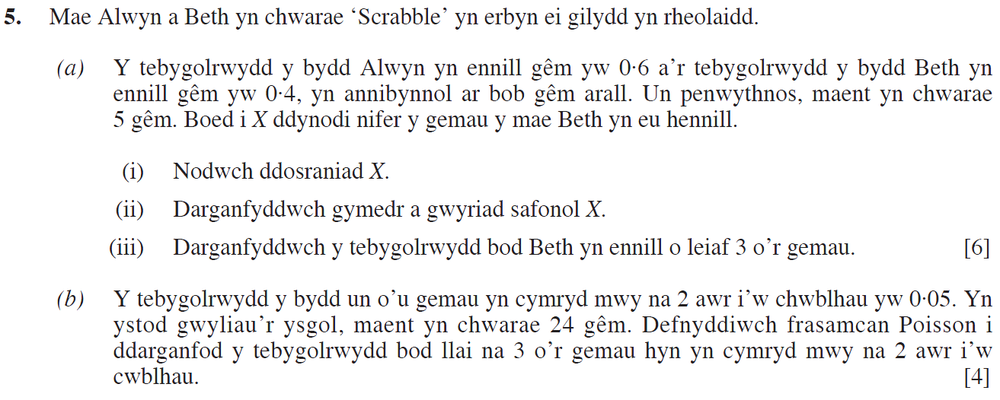 5. Mae Alwyn a Beth yn chwarae ‘Scrabble’ yn erbyn ei gilydd yn rheolaidd.
(a) Y tebygolrwydd y bydd Alwyn yn ennill gêm yw 0·6 a’r tebygolrwydd y bydd Beth yn
ennill gêm yw 0·4, yn annibynnol ar bob gêm arall. Un penwythnos, maent yn chwarae
5 gêm. Boed i X ddynodi nifer y gemau y mae Beth yn eu hennill.
(i) Nodwch ddosraniad X.
(ii) Darganfyddwch gymedr a gwyriad safonol X.
(iii) Darganfyddwch y tebygolrwydd bod Beth yn ennill o leiaf 3 o’r gemau. [6]
(b) Y tebygolrwydd y bydd un o’u gemau yn cymryd mwy na 2 awr i’w chwblhau yw 0·05. Yn
ystod gwyliau’r ysgol, maent yn chwarae 24 gêm. Defnyddiwch frasamcan Poisson i
ddarganfod y tebygolrwydd bod llai na 3 o’r gemau hyn yn cymryd mwy na 2 awr i’w
cwblhau. [4]